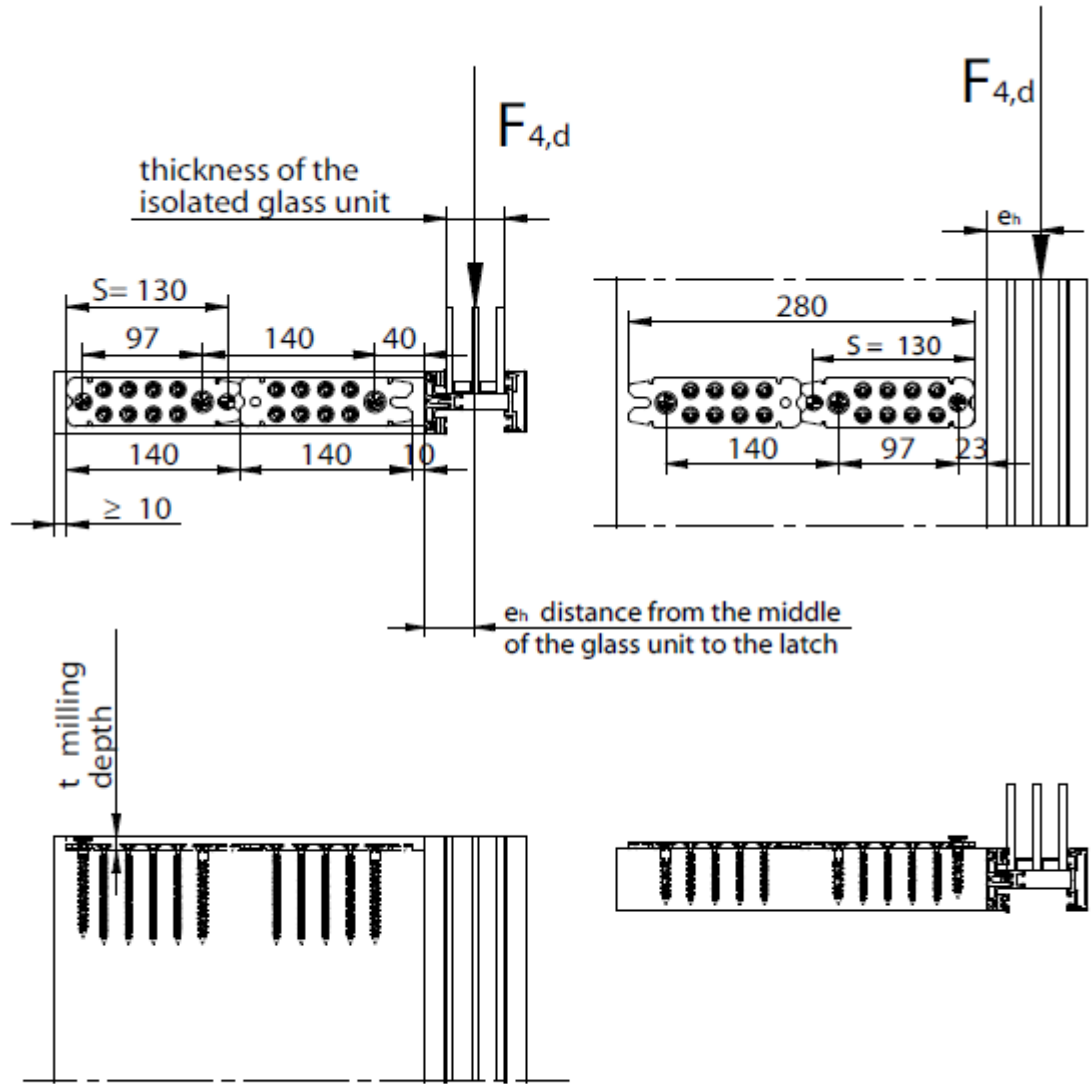 F4,d
thickness of the
isolated glass unit
S= 130
97
140
40
140
140
10
≥ 10
eh distance from the middle
of the glass unit to the latch
F4,d
eh
280
S = 130
140
97
23
t milling
depth